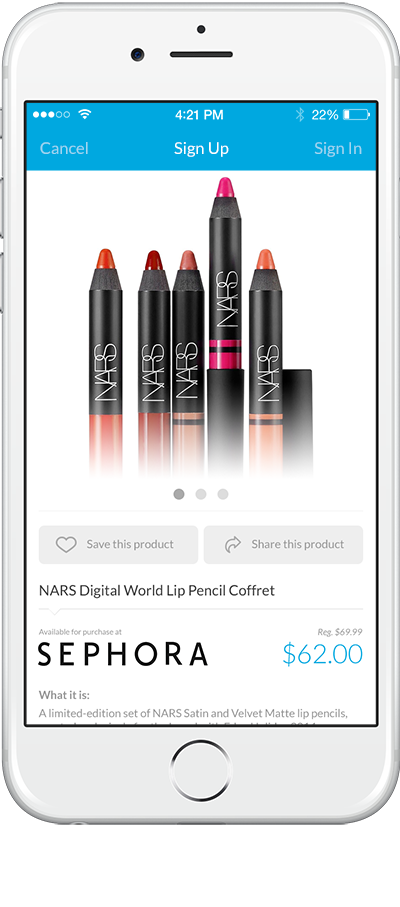 4:21 PM 22%
Cancel Sign Up Sign In
NARS NARS NARS NARS NARS
Save this product Share this product
NARS Digital World Lip Pencil Coffret
Available for purchase at Reg. $69.99
SEPHORA $62.00
What it is:
A limited-edition set of NARS Satin and Velvet Matte lip pencils,